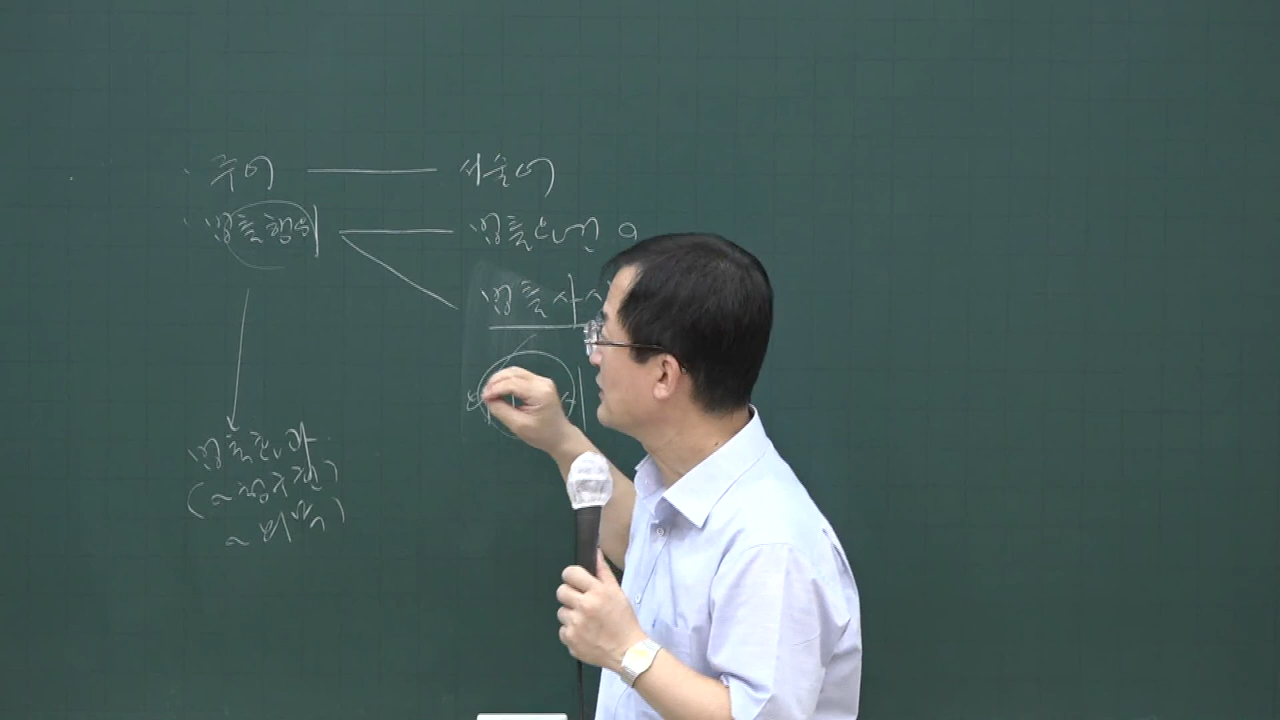 주어 — 서술어
법률행위 — 법률요건
법률사
법률효과
(~청구권
~의무)